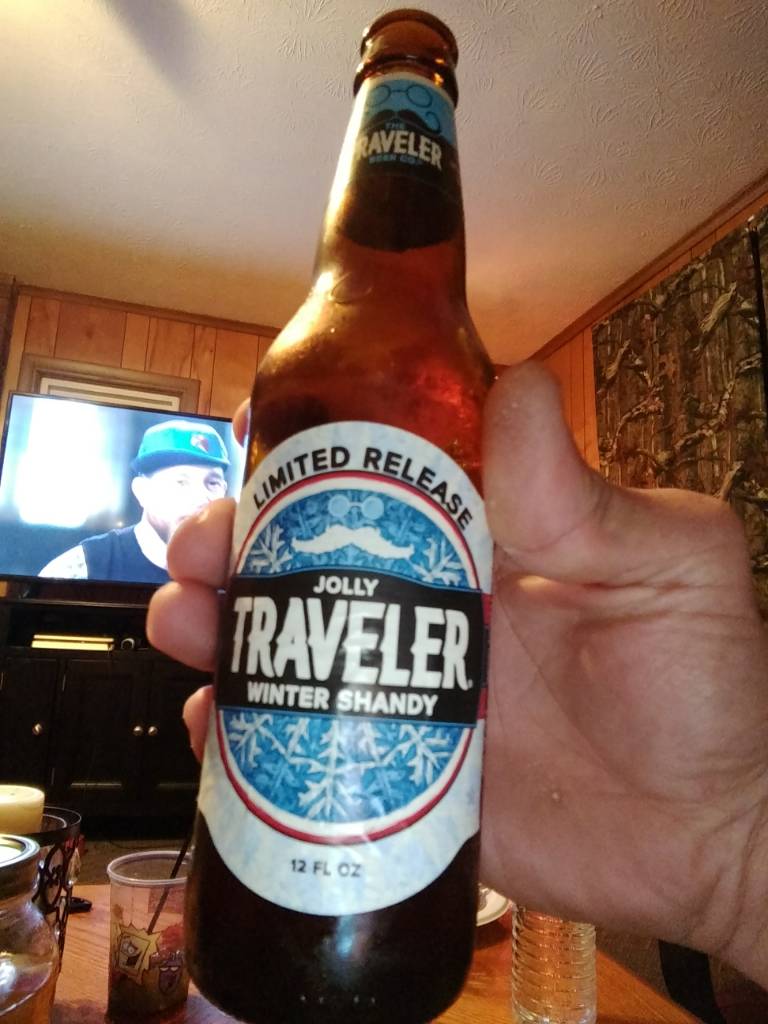 THE
TRAVELER
BEER CO.
LIMITED RELEASE
JOLLY
TRAVELER
WINTER SHANDY
12 FL OZ